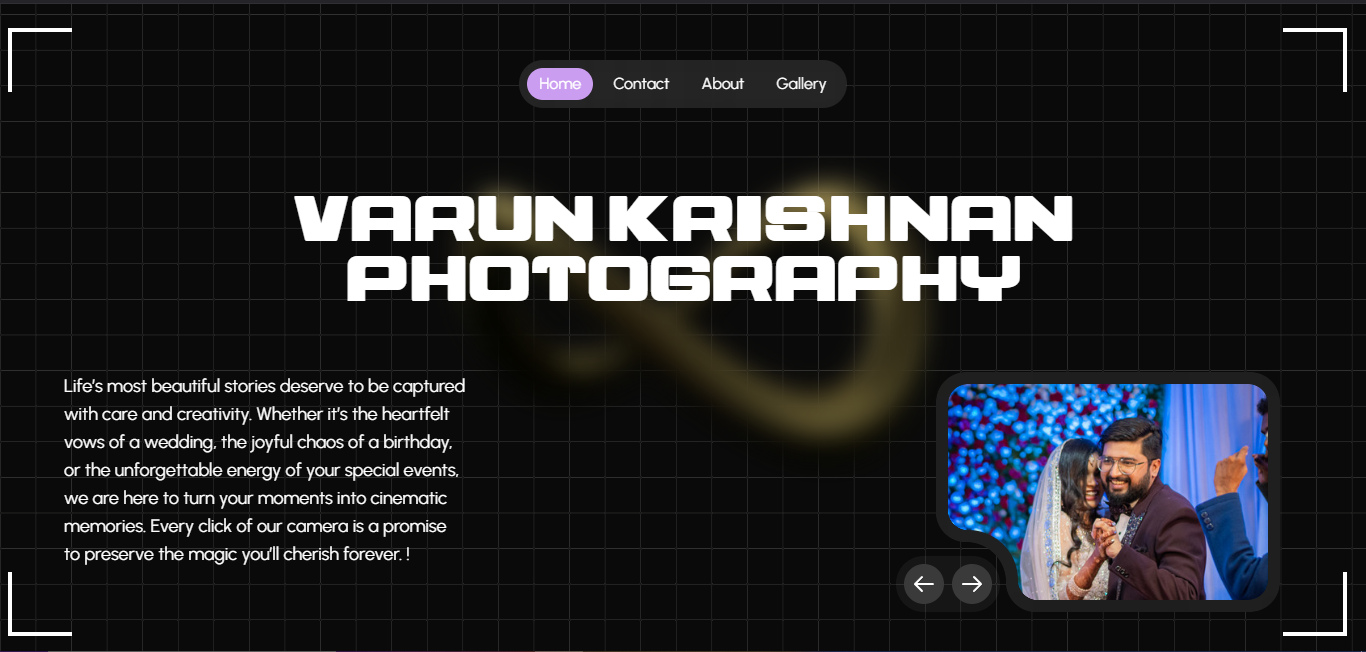 Home Contact About Gallery
VARUN KRISHNAN
PHOTOGRAPHY
Life's most beautiful stories deserve to be captured
with care and creativity. Whether it's the heartfelt
vows of a wedding, the joyful chaos of a birthday,
or the unforgettable energy of your special events,
we are here to turn your moments into cinematic
memories. Every click of our camera is a promise
to preserve the magic you'll cherish forever. !